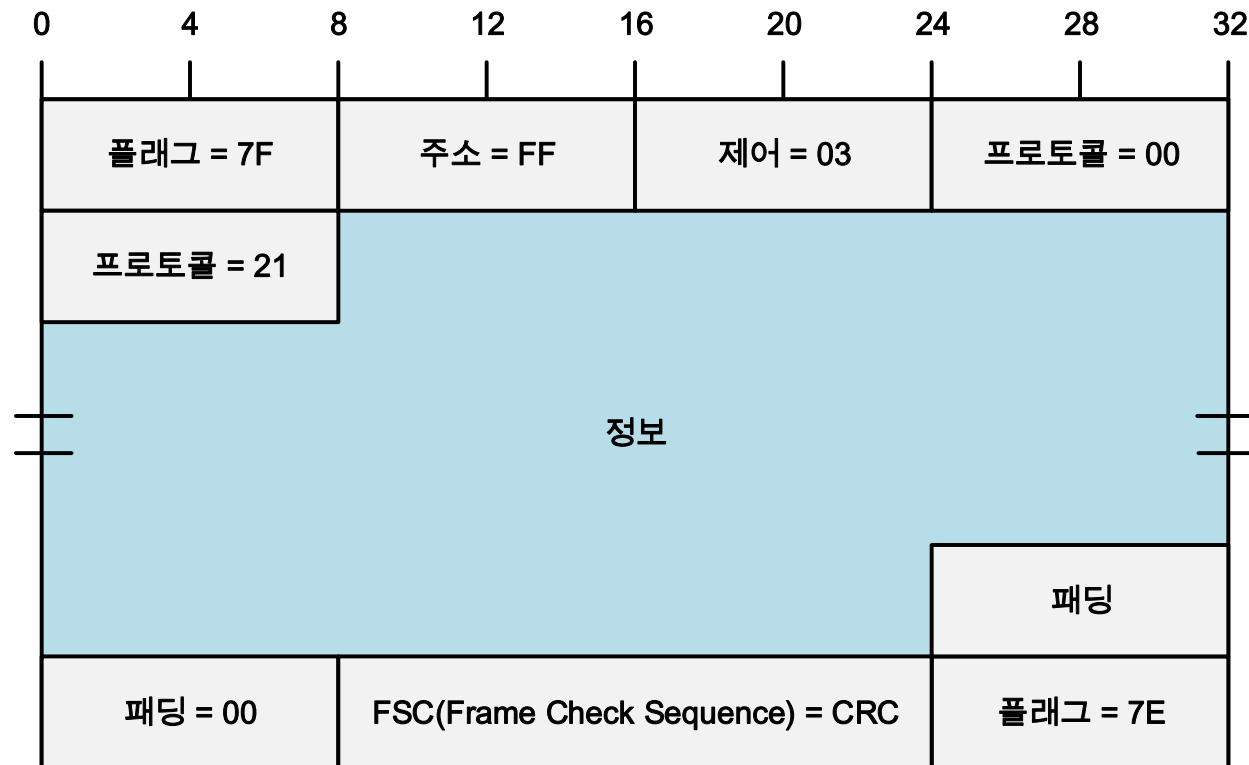 0 4 8 12 16 20 24 28 32
플래그 = 7F 주소 = FF 제어 = 03 프로토콜 = 00
프로토콜 = 21
정보
패딩
패딩 = 00 FSC(Frame Check Sequence) = CRC 플래그 = 7E